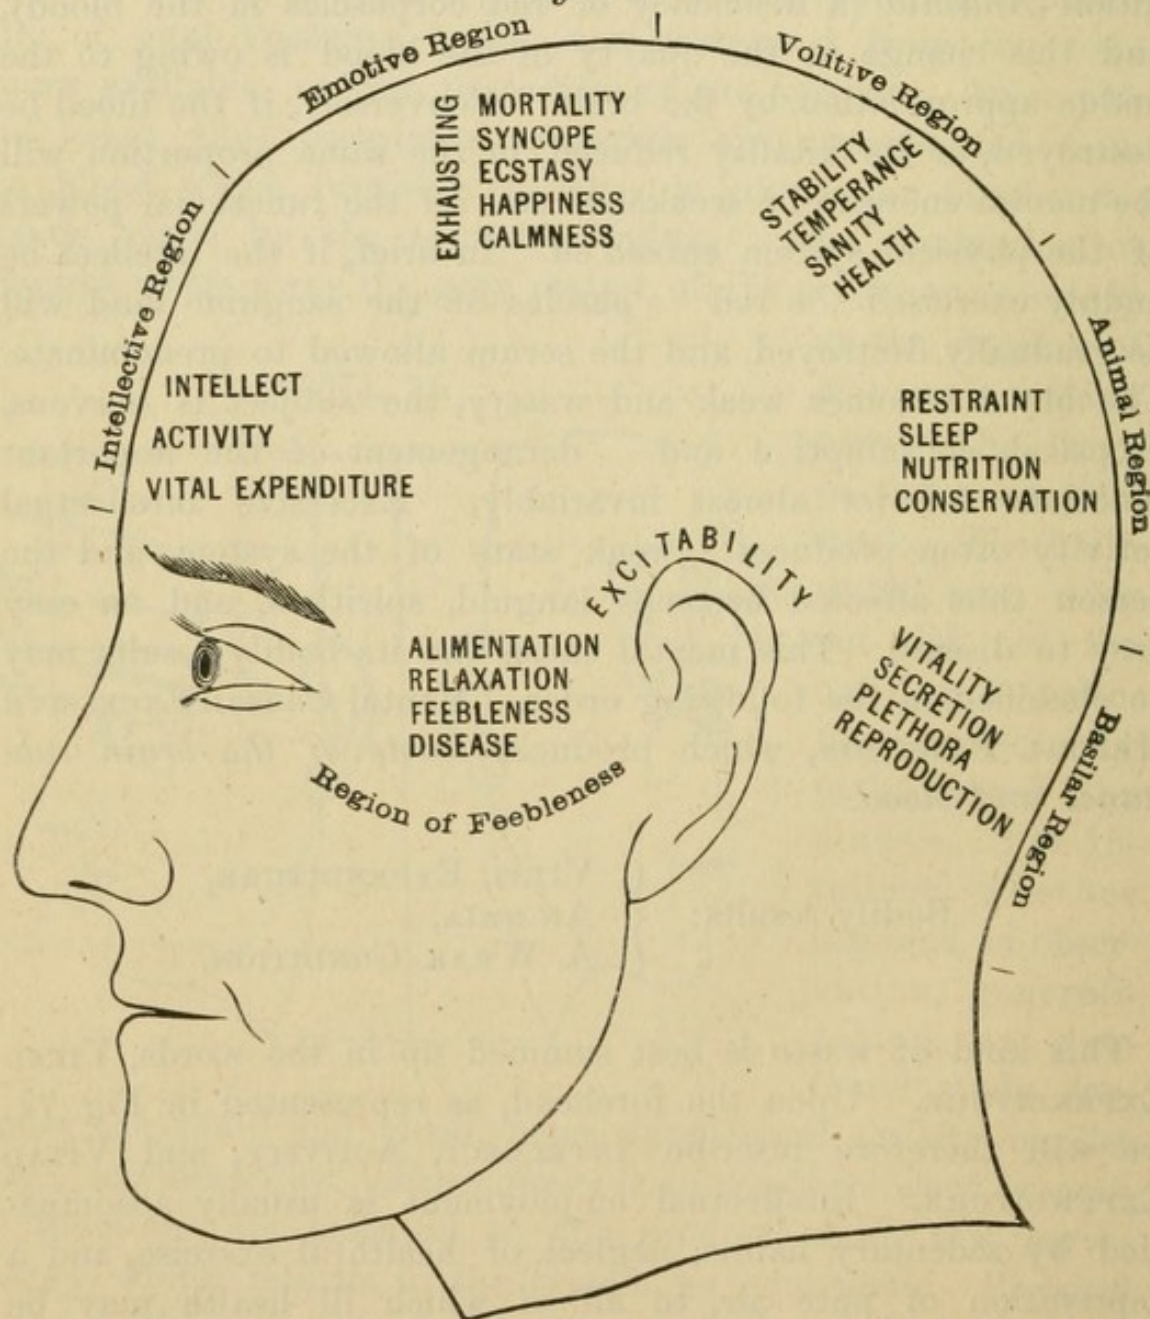 Emotive Region
Volitive Region
EXHAUSTING
MORTALITY
SYNCOPE
ECSTASY
HAPPINESS
CALMNESS
STABILITY
TEMPERANCE
SANITY
HEALTH
Intellective Region
INTELLECT
ACTIVITY
VITAL EXPENDITURE
Animal Region
RESTRAINT
SLEEP
NUTRITION
CONSERVATION
EXCITABILITY
ALIMENTATION
RELAXATION
FEEBLENESS
DISEASE
Region of Feebleness
VITALITY
SECRETION
PLETHORA
REPRODUCTION
Basilar Region